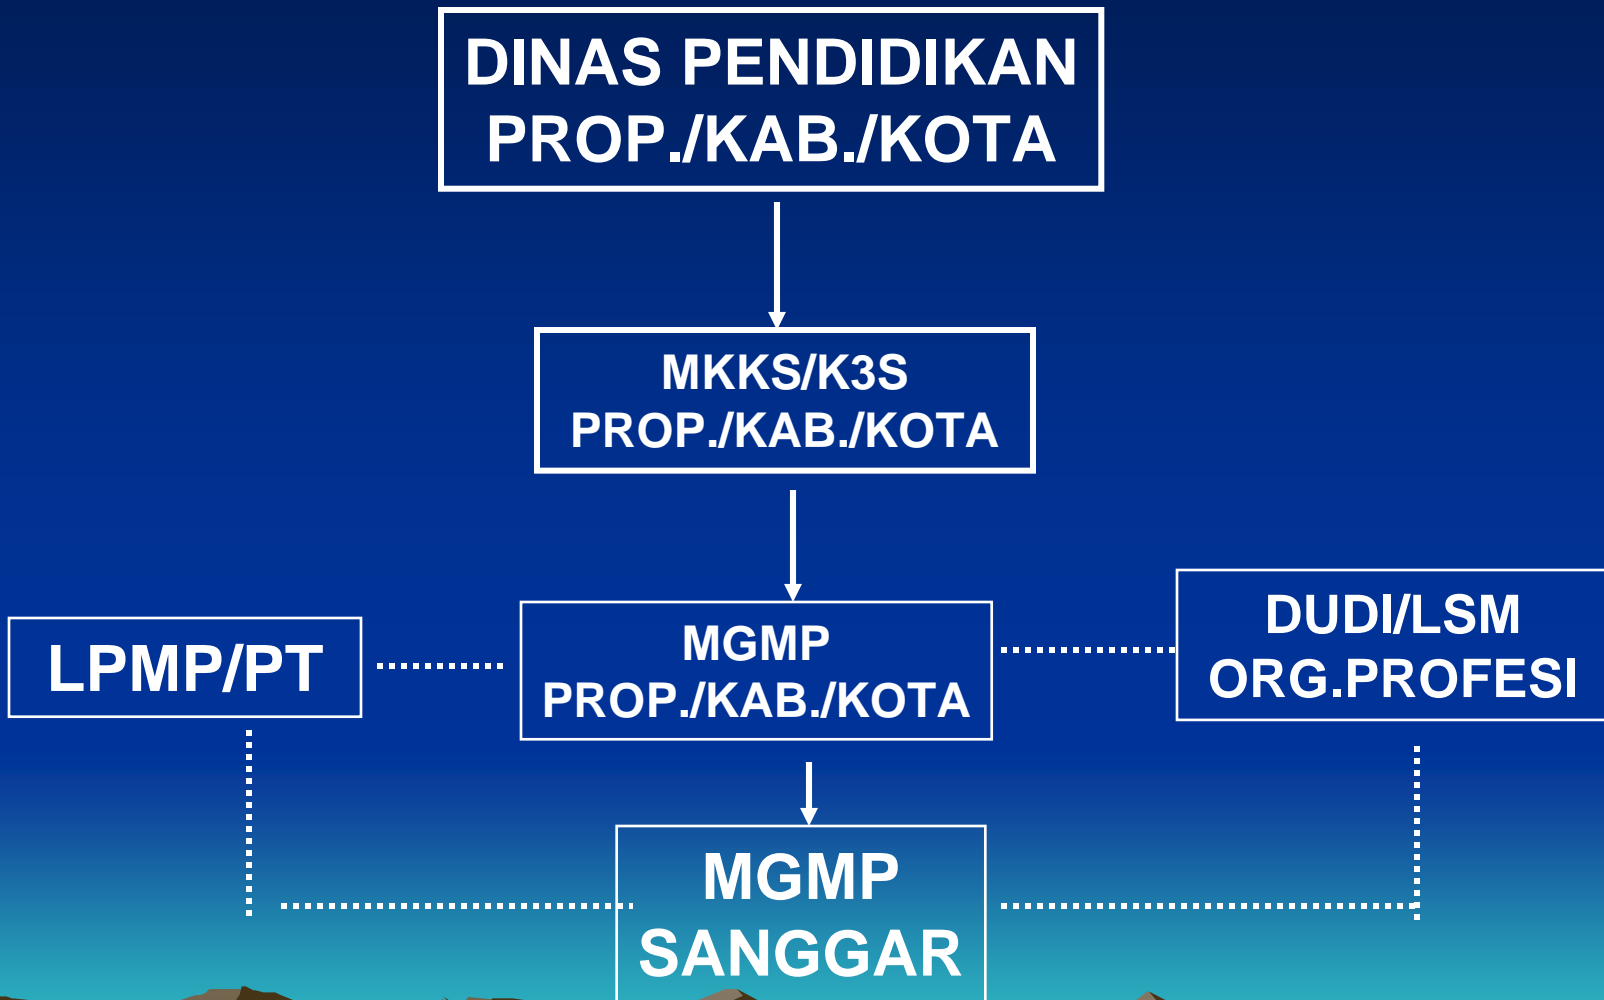 DINAS PENDIDIKAN
PROP./KAB./KOTA
MKKS/K3S
PROP./KAB./KOTA
LPMP/PT
MGMP
PROP./KAB./KOTA
DUDI/LSM
ORG.PROFESI
MGMP
SANGGAR